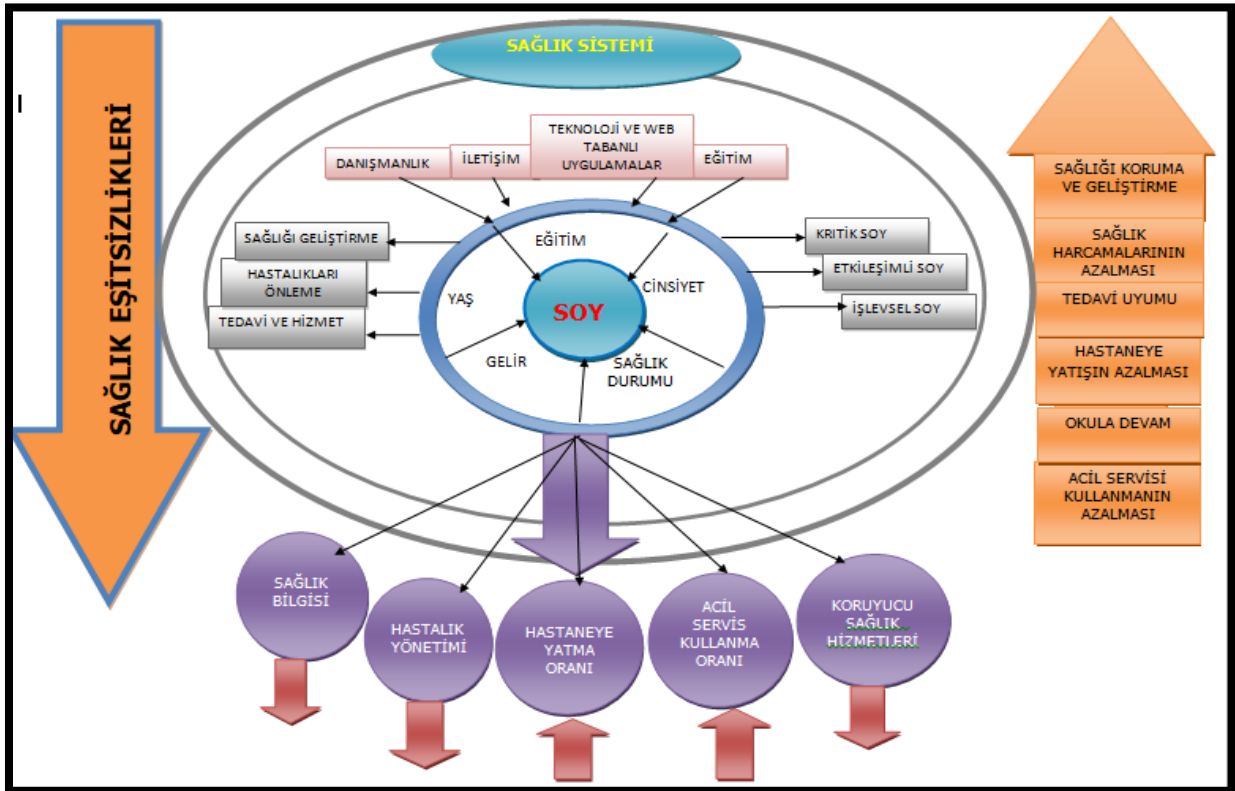 SAĞLIK SİSTEMİ
SAĞLIK EŞİTSİZLİKLERİ
DANIŞMANLIK
İLETİŞİM
TEKNOLOJİ VE WEB
TABANLI
UYGULAMALAR
EĞİTİM
SAĞLIĞI GELİŞTİRME
HASTALIKLARI
ÖNLEME
TEDAVİ VE HİZMET
EĞİTİM
CİNSİYET
YAŞ
SOY
GELİR
SAĞLIK
DURUMU
KRİTİK SOY
ETKİLEŞİMLİ SOY
İŞLEVSEL SOY
SAĞLIĞI KORUMA
VE GELİŞTİRME
SAĞLIK
HARCAMALARININ
AZALMASI
TEDAVİ UYUMU
HASTANEYE
YATIŞIN AZALMASI
OKULA DEVAM
ACİL SERVİSİ
KULLANMANIN
AZALMASI
SAĞLIK
BİLGİSİ
HASTALIK
YÖNETİMİ
HASTANEYE
YATMA
ORANI
ACİL
SERVİS
KULLANMA
ORANI
KORUYUCU
SAĞLIK
HİZMETLERİ